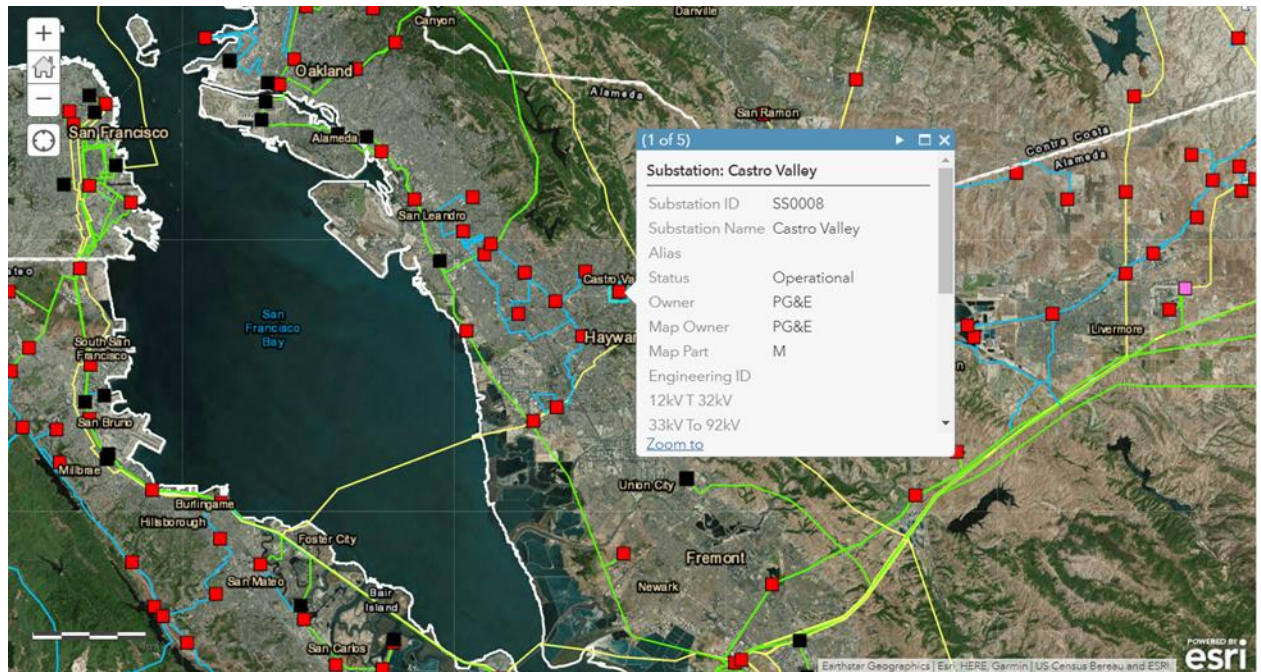 Danville
Canyon
Oakland
Alameda
San Ramon
San Francisco
Alameda
Contra Costa
Alameda
(1 of 5)
Substation: Castro Valley
Substation ID SS0008
Substation Name Castro Valley
Alias
Status Operational
Owner PG&E
Map Owner PG&E
Map Part M
Engineering ID
12kV T 32kV
33kV To 92kV
Zoom to
San Leandro
Castro Va
San
Francisco
Bay
Haywar
Livermore
South San
Francisco
San Bruno
Millbrae
Burlingame
Hillsborough
Union City
Foster City
Fremont
San Mateo
Newark
Bair
Island
San Carlos
POWERED BY
esri
Earthstar Geographics | Esri, HERE, Garmin | US Census Bureau and ESRI